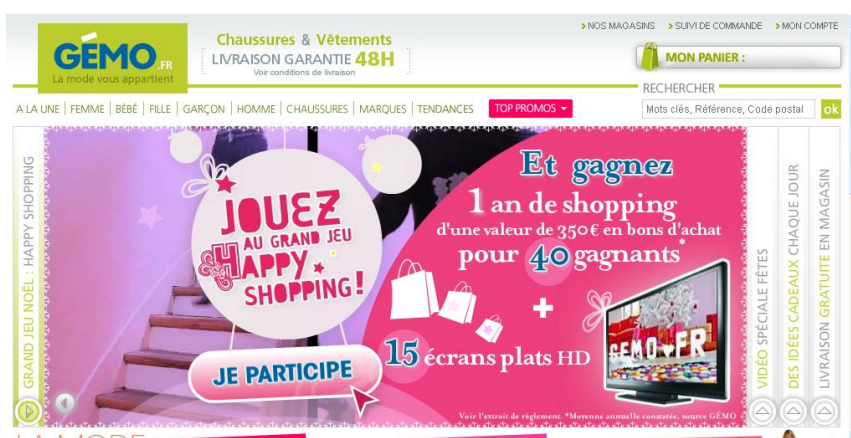 NOS MAGASINS SUIVI DE COMMANDE MON COMPTE
GÉMO.FR
La mode vous appartient
Chaussures & Vêtements
LIVRAISON GARANTIE 48H
Voir conditions de livraison
MON PANIER :
RECHERCHER
Mots clés, Référence, Code postal ok
A LA UNE | FEMME | BÉBÉ | FILLE | GARÇON | HOMME | CHAUSSURES | MARQUES | TENDANCES TOP PROMOS
GRAND JEU NOËL : HAPPY SHOPPING
JOUEZ
AU GRAND JEU
HAPPY
SHOPPING!
JE PARTICIPE
Et gagnez
1 an de shopping
d'une valeur de 350€ en bons d'achat
pour 40 gagnants*
+
15 écrans plats HD
GEMO.FR
Voir l'extrait de règlement. *Moyenne annuelle constatée, source GÉMO
VIDÉO SPÉCIALE FÊTES
DES IDÉES CADEAUX CHAQUE JOUR
LIVRAISON GRATUITE EN MAGASIN
LA MODE